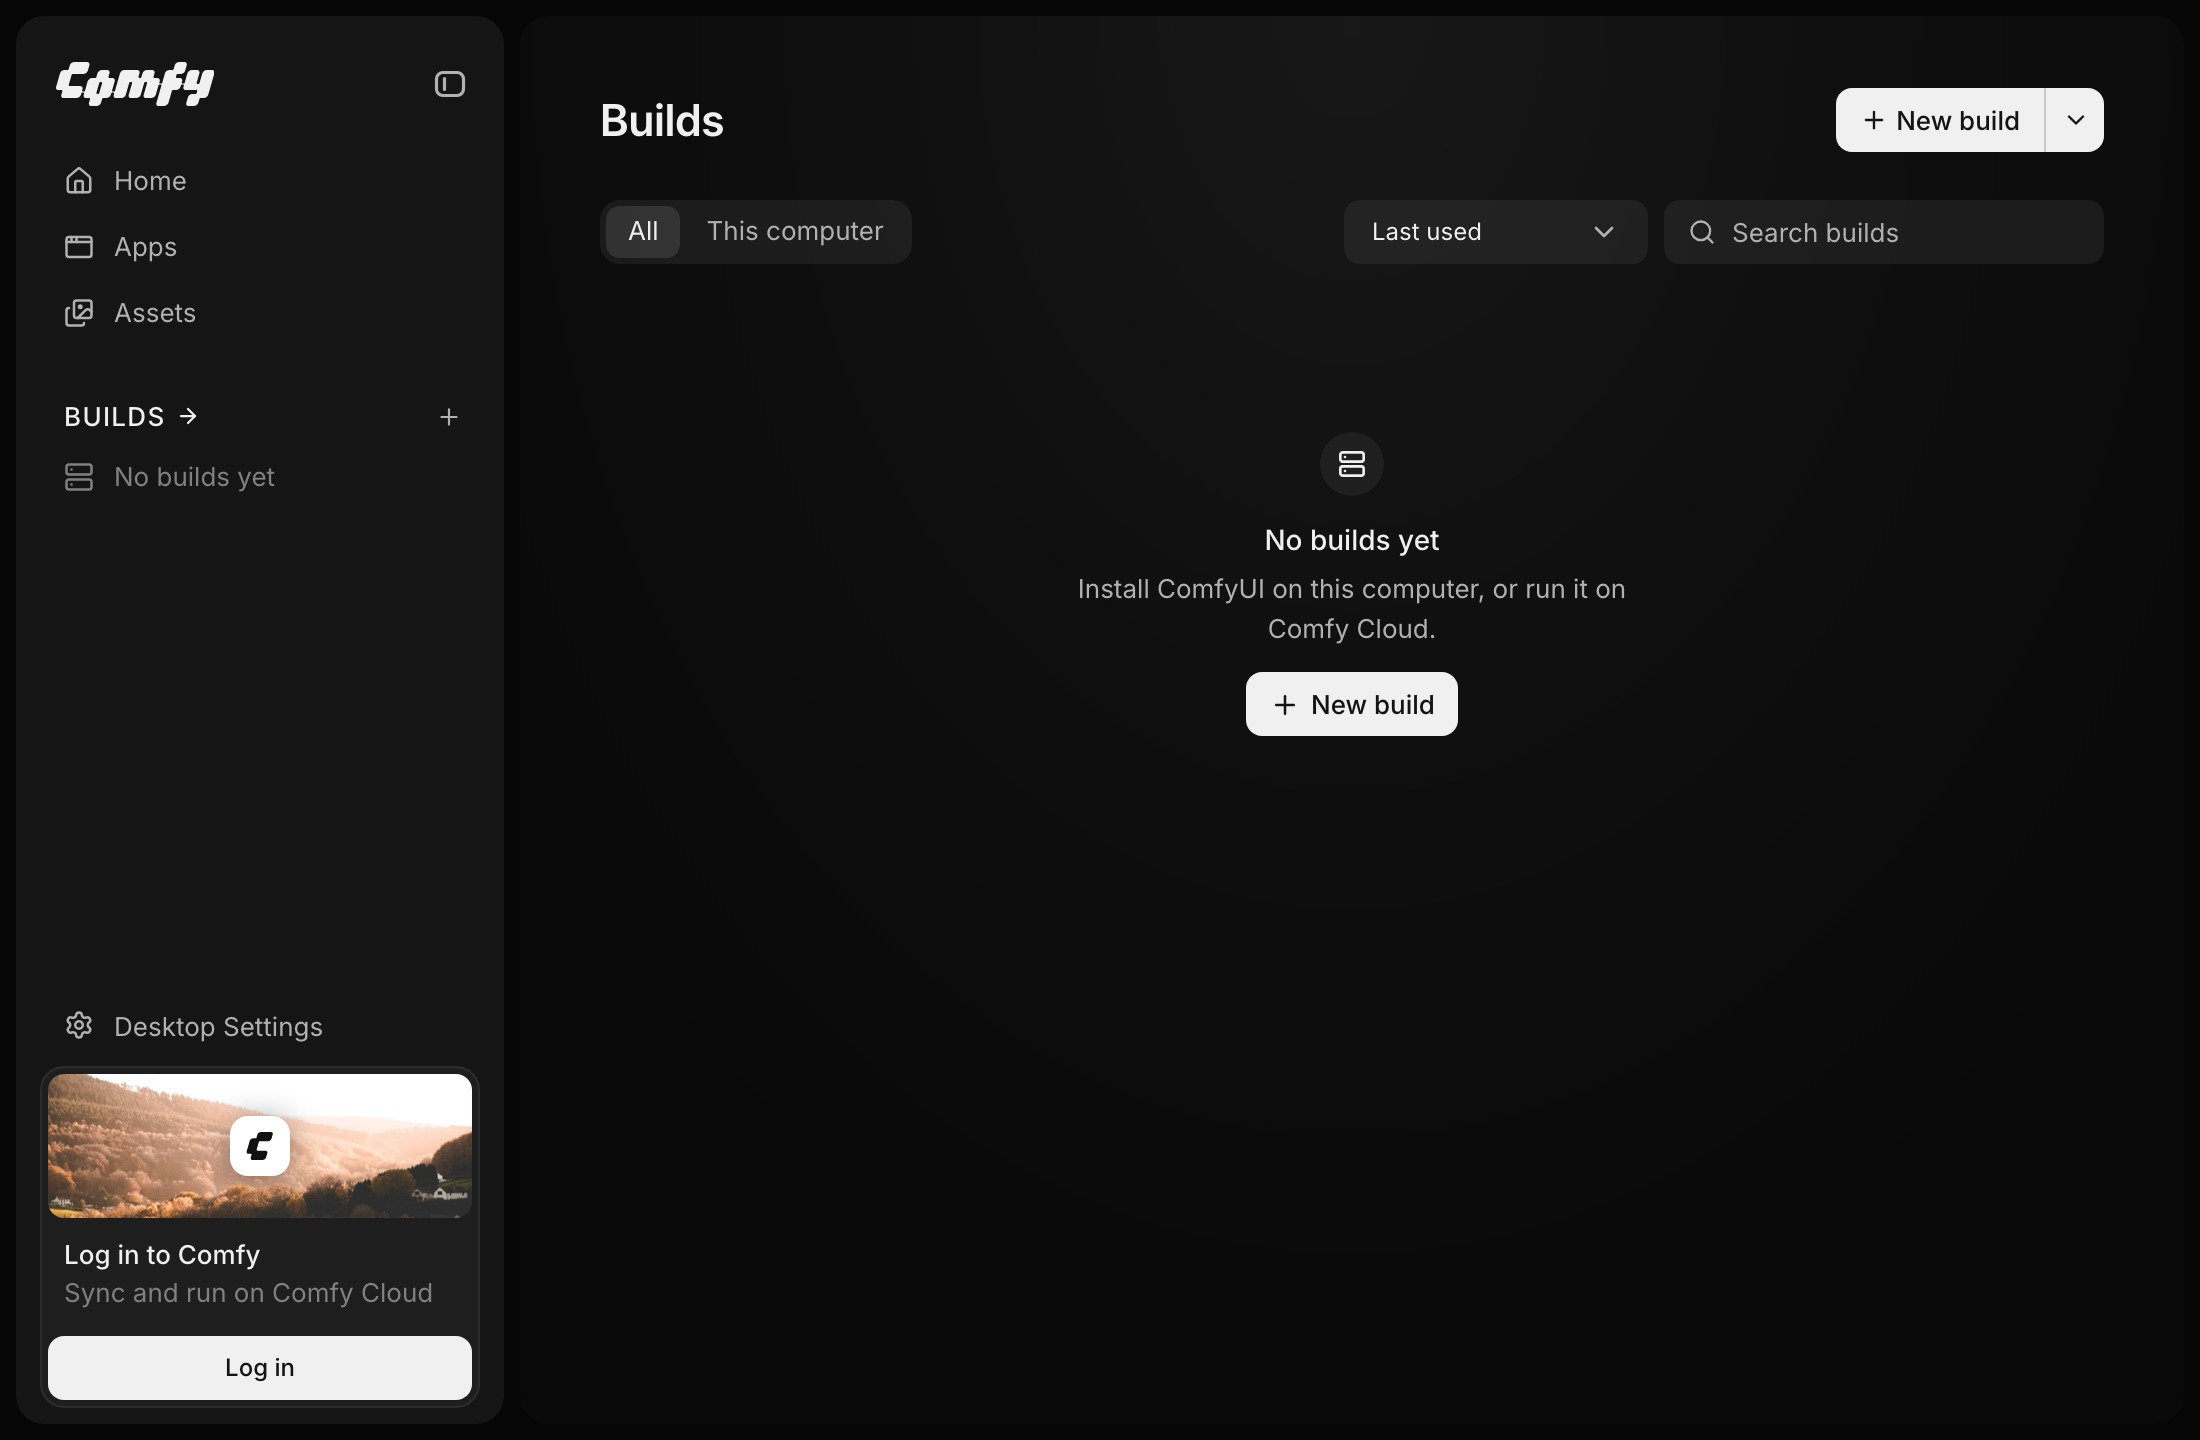 Comfy
Home
Apps
Assets
BUILDS
No builds yet
Desktop Settings
Log in to Comfy
Sync and run on Comfy Cloud
Log in
Builds
New build
All
This computer
Last used
Search builds
No builds yet
Install ComfyUI on this computer, or run it on
Comfy Cloud.
New build